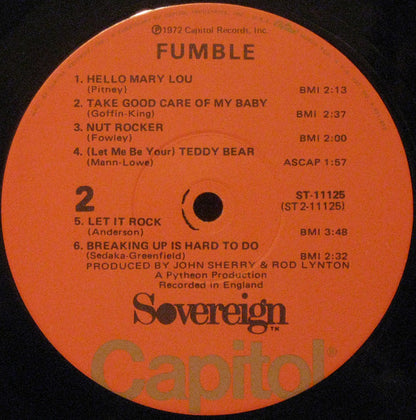 ℗1972 Capitol Records, Inc.
FUMBLE
1. HELLO MARY LOU
(Pitney) BMI 2:13
2. TAKE GOOD CARE OF MY BABY
(Goffin-King) BMI 2:37
3. NUT ROCKER
(Fowley) BMI 2:00
4. (Let Me Be Your) TEDDY BEAR
(Mann-Lowe) ASCAP 1:57
2 ST-11125
(ST 2-11125)
5. LET IT ROCK
(Anderson) BMI 3:48
6. BREAKING UP IS HARD TO DO
(Sedaka-Greenfield) BMI 2:32
PRODUCED BY JOHN SHERRY & ROD LYNTON
A Pytheon Production
Recorded in England
Sovereign TM
Capitol®